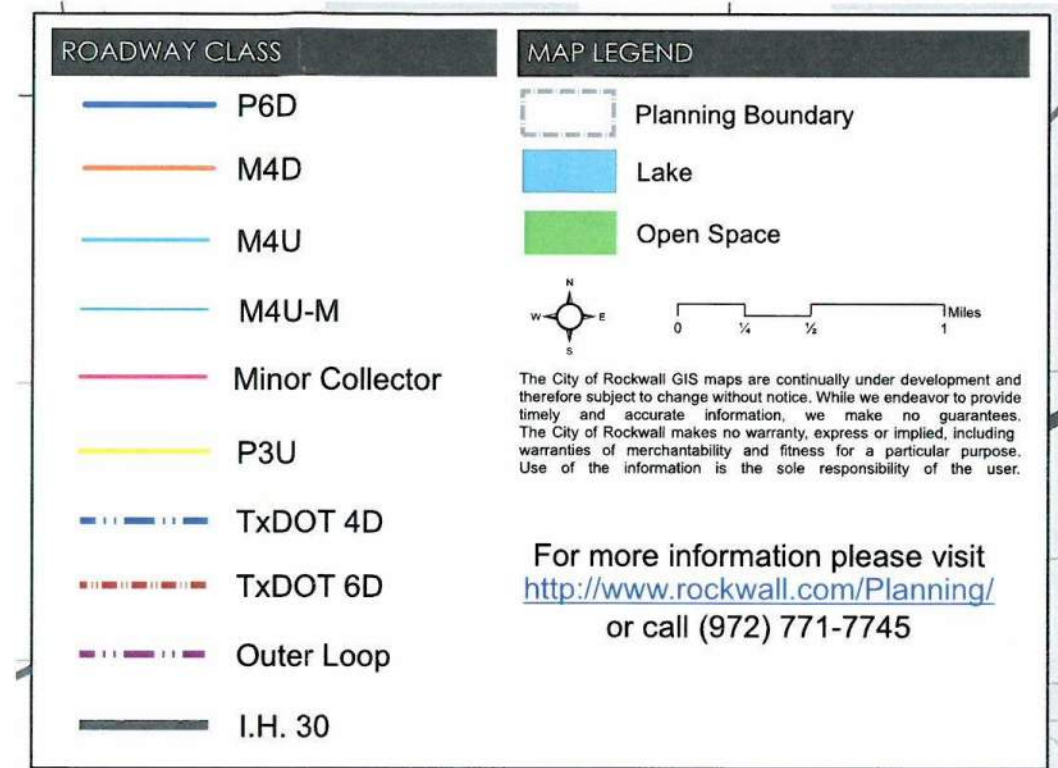 ROADWAY CLASS
P6D
M4D
M4U
M4U-M
Minor Collector
P3U
TxDOT 4D
TxDOT 6D
Outer Loop
I.H. 30
MAP LEGEND
Planning Boundary
Lake
Open Space
N
W E
S
Miles
0 ¼ ½ 1
The City of Rockwall GIS maps are continually under development and
therefore subject to change without notice. While we endeavor to provide
timely and accurate information, we make no guarantees.
The City of Rockwall makes no warranty, express or implied, including
warranties of merchantability and fitness for a particular purpose.
Use of the information is the sole responsibility of the user.
For more information please visit
http://www.rockwall.com/Planning/
or call (972) 771-7745